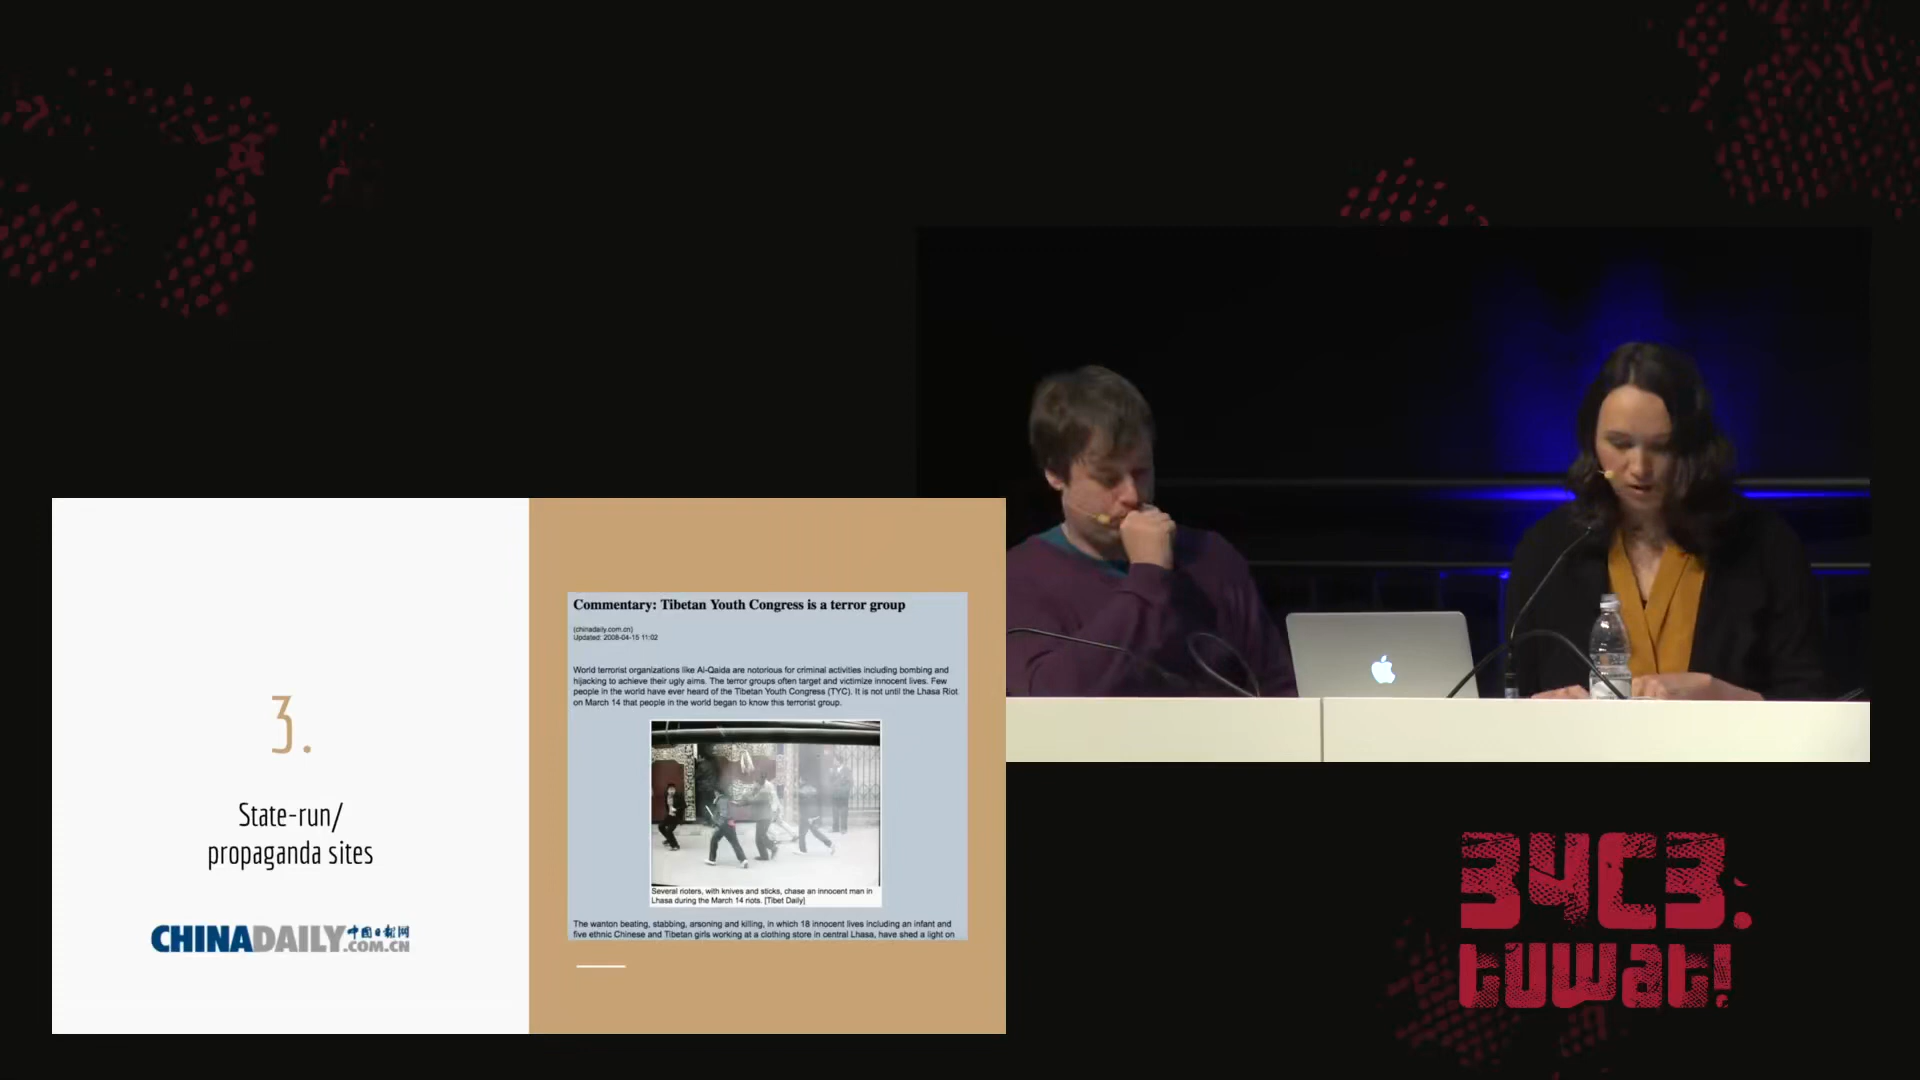 3.
State-run/
propaganda sites
CHINADAILY中国日报网
.COM.CN
Commentary: Tibetan Youth Congress is a terror group
(chinadaily.com.cn)
Updated: 2008-04-15 11:02
World terrorist organizations like Al-Qaida are notorious for criminal activities including bombing and
hijacking to achieve their ugly aims. The terror groups often target and victimize innocent lives. Few
people in the world have ever heard of the Tibetan Youth Congress (TYC). It is not until the Lhasa Riot
on March 14 that people in the world began to know this terrorist group.
Several rioters, with knives and sticks, chase an innocent man in
Lhasa during the March 14 riots. [Tibet Daily]
The wanton beating, stabbing, arsoning and killing, in which 18 innocent lives including an infant and
five ethnic Chinese and Tibetan girls working at a clothing store in central Lhasa, have shed a light on
34C3.
tuwat!